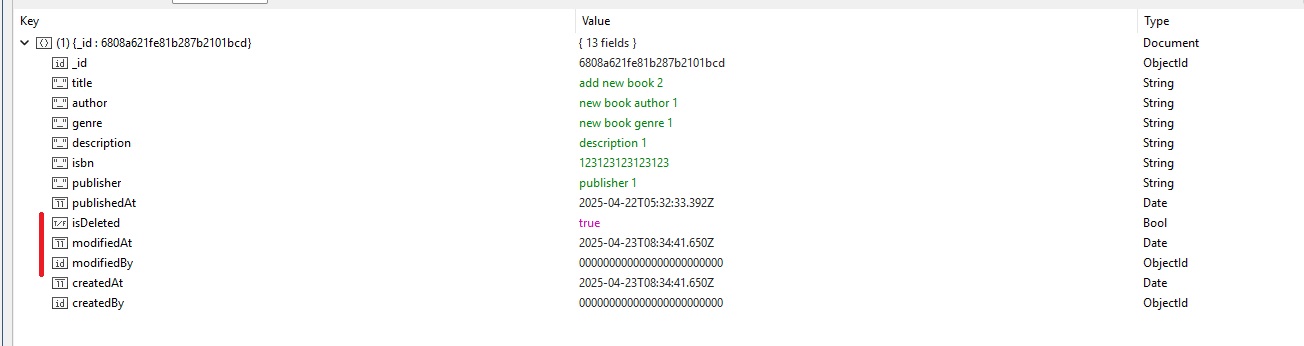 Key Value Type
(1) {_id : 6808a621fe81b287b2101bcd} { 13 fields } Document
_id 6808a621fe81b287b2101bcd ObjectId
title add new book 2 String
author new book author 1 String
genre new book genre 1 String
description description 1 String
isbn 123123123123123 String
publisher publisher 1 String
publishedAt 2025-04-22T05:32:33.392Z Date
isDeleted true Bool
modifiedAt 2025-04-23T08:34:41.650Z Date
modifiedBy 000000000000000000000000 ObjectId
createdAt 2025-04-23T08:34:41.650Z Date
createdBy 000000000000000000000000 ObjectId